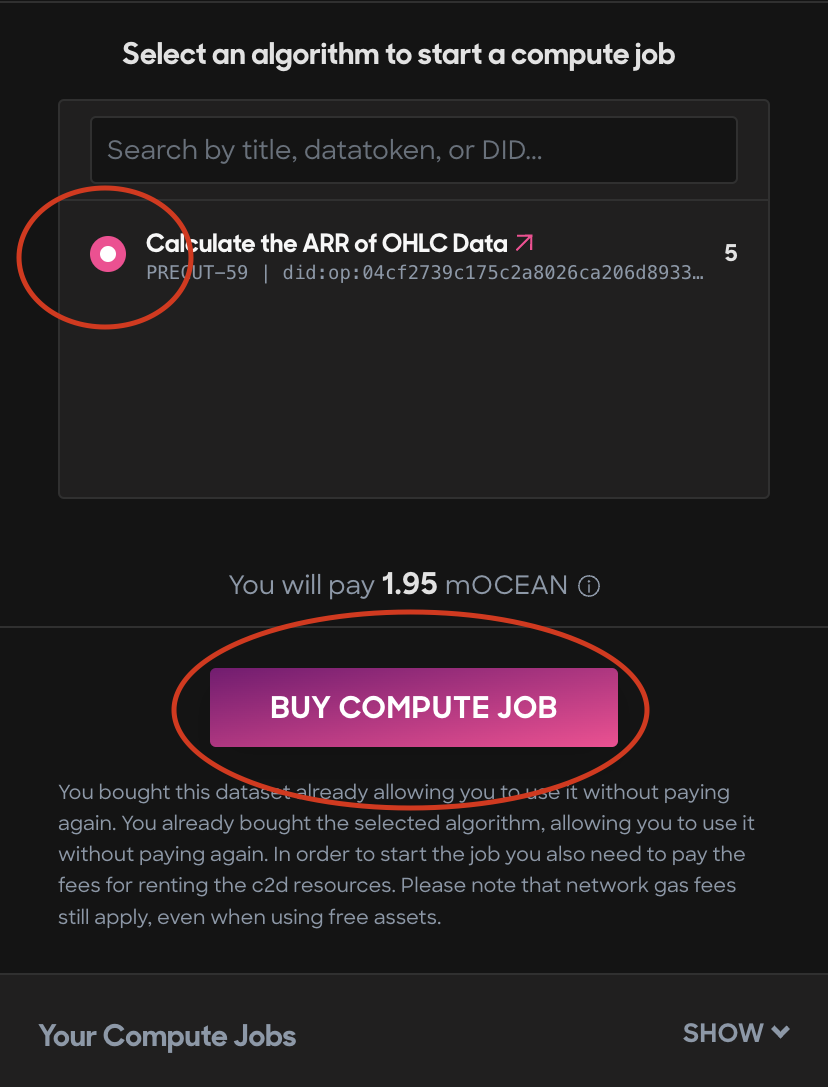 Select an algorithm to start a compute job
Search by title, datatoken, or DID...
Calculate the ARR of OHLC Data
5
PRECUT—59 | did:op:04cf2739c175c2a8026ca206d8933…
You will pay 1.95 mOCEAN
BUY COMPUTE JOB
You bought this dataset already allowing you to use it without paying
again. You already bought the selected algorithm, allowing you to use it
without paying again. In order to start the job you also need to pay the
fees for renting the c2d resources. Please note that network gas fees
still apply, even when using free assets.
Your Compute Jobs
SHOW